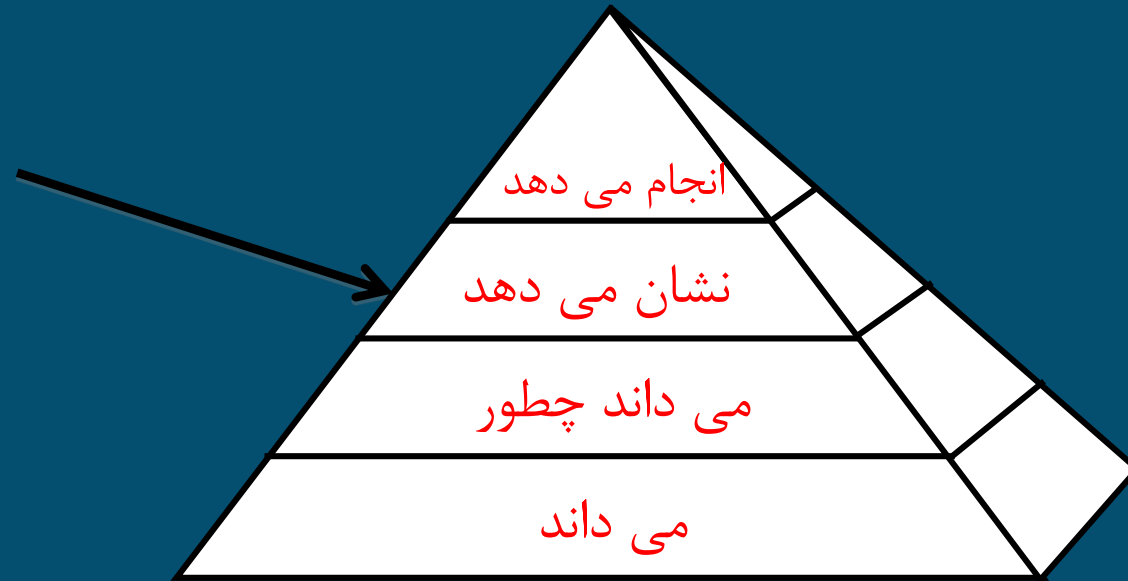 انجام می دهد
نشان می دهد
می داند چطور
می داند